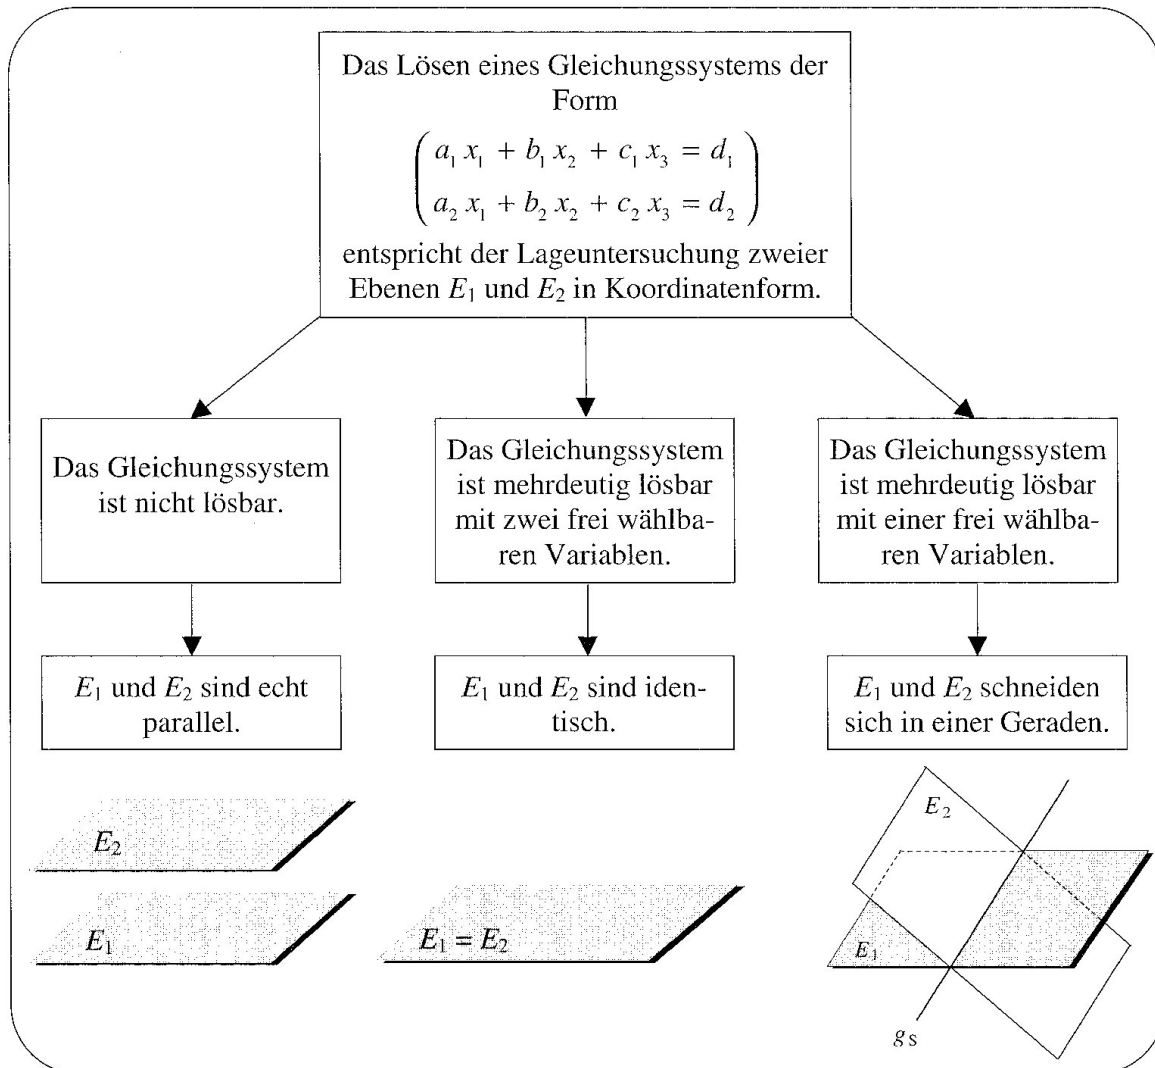 Das Lösen eines Gleichungssystems der
Form
a₁ x₁ + b₁ x₂ + c₁ x₃ = d₁
a₂ x₁ + b₂ x₂ + c₂ x₃ = d₂
entspricht der Lageuntersuchung zweier
Ebenen E₁ und E₂ in Koordinatenform.
Das Gleichungssystem
ist nicht lösbar.
Das Gleichungssystem
ist mehrdeutig lösbar
mit zwei frei wählba-
ren Variablen.
Das Gleichungssystem
ist mehrdeutig lösbar
mit einer frei wählba-
ren Variablen.
E₁ und E₂ sind echt
parallel.
E₁ und E₂ sind iden-
tisch.
E₁ und E₂ schneiden
sich in einer Geraden.
E₂
E₁
E₁ = E₂
E₂
E₁
gs